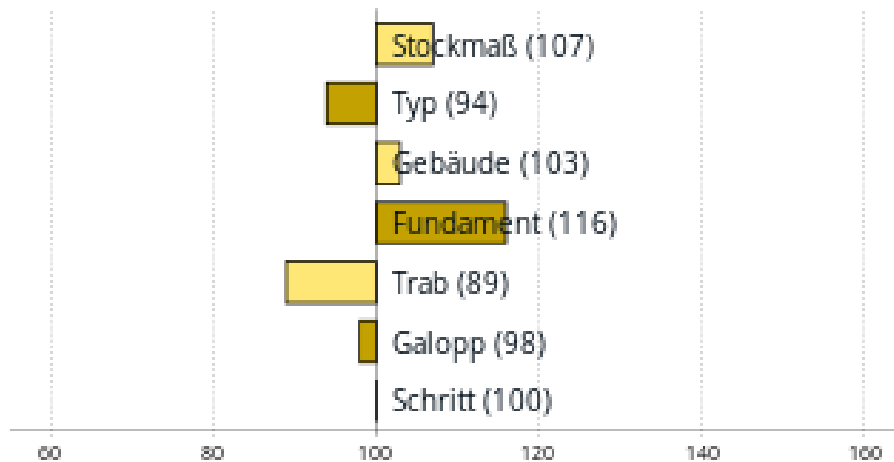 Stockmaß (107)
Typ (94)
Gebäude (103)
Fundament (116)
Trab (89)
Galopp (98)
Schritt (100)
60 80 100 120 140 160